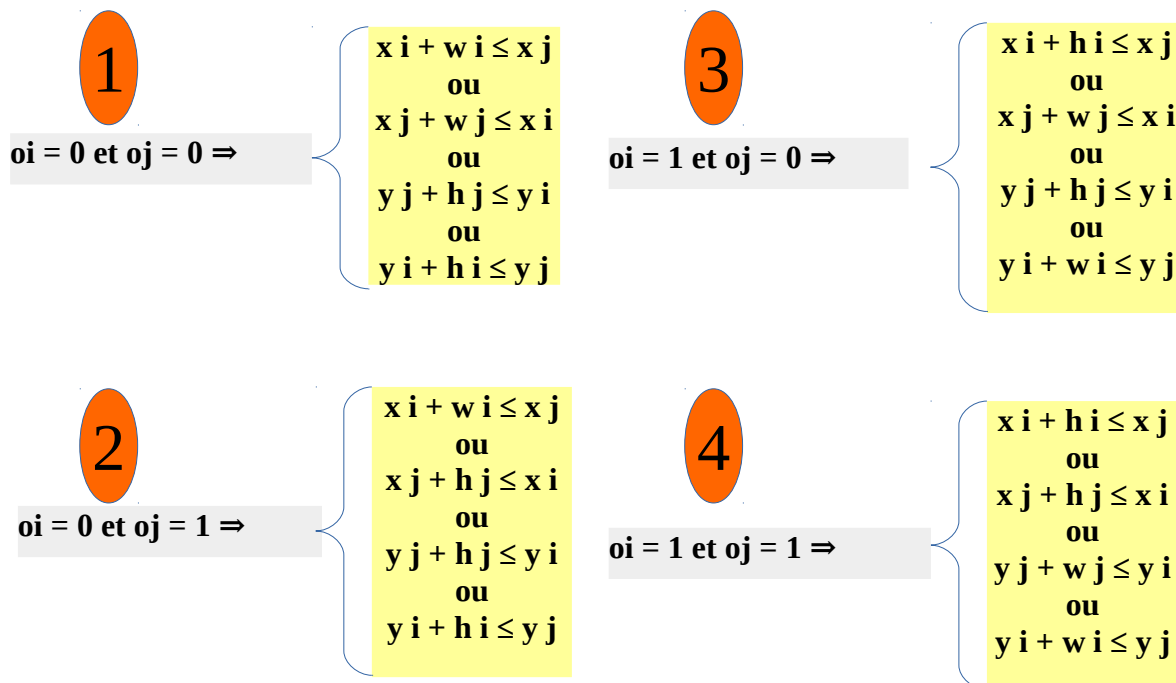 1
oi = 0 et oj = 0 ⇒
x i + w i ≤ x j
ou
x j + w j ≤ x i
ou
y j + h j ≤ y i
ou
y i + h i ≤ y j
3
oi = 1 et oj = 0 ⇒
x i + h i ≤ x j
ou
x j + w j ≤ x i
ou
y j + h j ≤ y i
ou
y i + w i ≤ y j
2
oi = 0 et oj = 1 ⇒
x i + w i ≤ x j
ou
x j + h j ≤ x i
ou
y j + h j ≤ y i
ou
y i + h i ≤ y j
4
oi = 1 et oj = 1 ⇒
x i + h i ≤ x j
ou
x j + h j ≤ x i
ou
y j + w j ≤ y i
ou
y i + w i ≤ y j